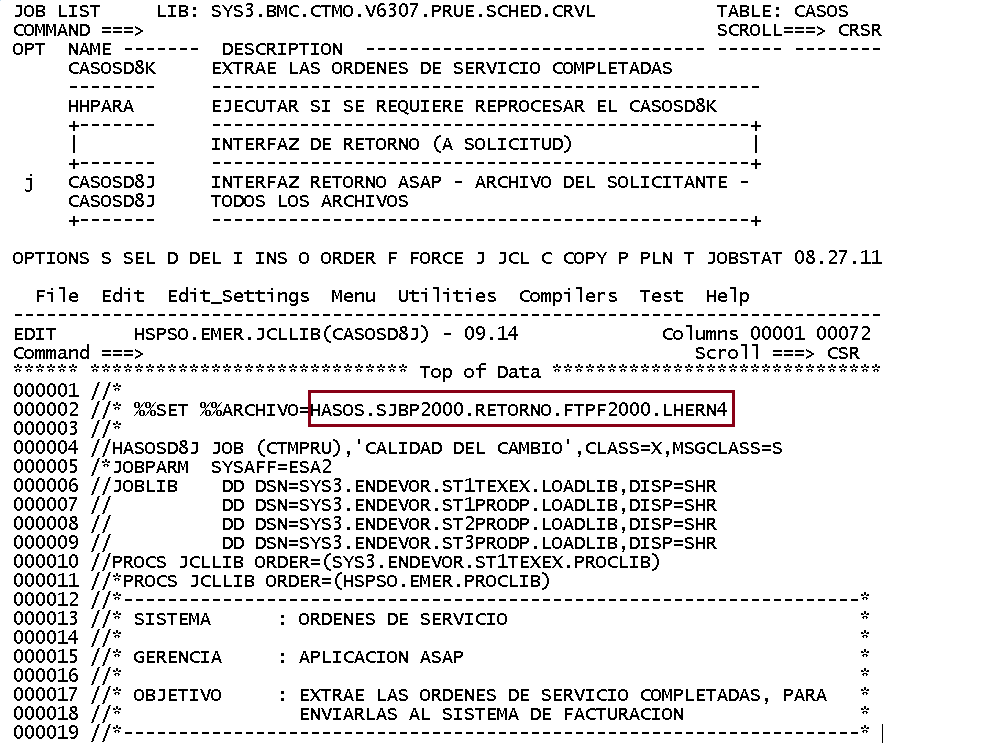 JOB LIST     LIB: SYS3.BMC.CTMO.V6307.PRUE.SCHED.CRVL           TABLE: CASOS
COMMAND ===>                                                    SCROLL===> CRSR
OPT  NAME -------  DESCRIPTION  ------------------------------- ------ --------
     CASOSD8K     EXTRAE LAS ORDENES DE SERVICIO COMPLETADAS
     --------     --------------------------------------------------
     HHPARA       EJECUTAR SI SE REQUIERE REPROCESAR EL CASOSD8K
     +-------     -------------------------------------------------+
     |            INTERFAZ DE RETORNO (A SOLICITUD)                |
     +-------     -------------------------------------------------+
 j   CASOSD8J     INTERFAZ RETORNO ASAP - ARCHIVO DEL SOLICITANTE -
     CASOSD8J     TODOS LOS ARCHIVOS
     +-------     -------------------------------------------------+
OPTIONS S SEL D DEL I INS O ORDER F FORCE J JCL C COPY P PLN T JOBSTAT 08.27.11
  File  Edit  Edit_Settings  Menu  Utilities  Compilers  Test  Help
-------------------------------------------------------------------------------
EDIT       HSPSO.EMER.JCLLIB(CASOSD8J) - 09.14             Columns 00001 00072
Command ===>                                                  Scroll ===> CSR
****** ***************************** Top of Data ******************************
000001 //*
000002 //* %%SET %%ARCHIVO=HASOS.SJBP2000.RETORNO.FTPF2000.LHERN4
000003 //*
000004 //HASOSD8J JOB (CTMPRU),'CALIDAD DEL CAMBIO',CLASS=X,MSGCLASS=S
000005 /*JOBPARM  SYSAFF=ESA2
000006 //JOBLIB    DD DSN=SYS3.ENDEVOR.ST1TEXEX.LOADLIB,DISP=SHR
000007 //          DD DSN=SYS3.ENDEVOR.ST1PRODP.LOADLIB,DISP=SHR
000008 //          DD DSN=SYS3.ENDEVOR.ST2PRODP.LOADLIB,DISP=SHR
000009 //          DD DSN=SYS3.ENDEVOR.ST3PRODP.LOADLIB,DISP=SHR
000010 //PROCS JCLLIB ORDER=(SYS3.ENDEVOR.ST1TEXEX.PROCLIB)
000011 //*PROCS JCLLIB ORDER=(HSPSO.EMER.PROCLIB)
000012 //*-------------------------------------------------------------------*
000013 //* SISTEMA      : ORDENES DE SERVICIO                                *
000014 //*                                                                   *
000015 //* GERENCIA     : APLICACION ASAP                                    *
000016 //*                                                                   *
000017 //* OBJETIVO     : EXTRAE LAS ORDENES DE SERVICIO COMPLETADAS, PARA   *
000018 //*                ENVIARLAS AL SISTEMA DE FACTURACION                *
000019 //*-------------------------------------------------------------------*